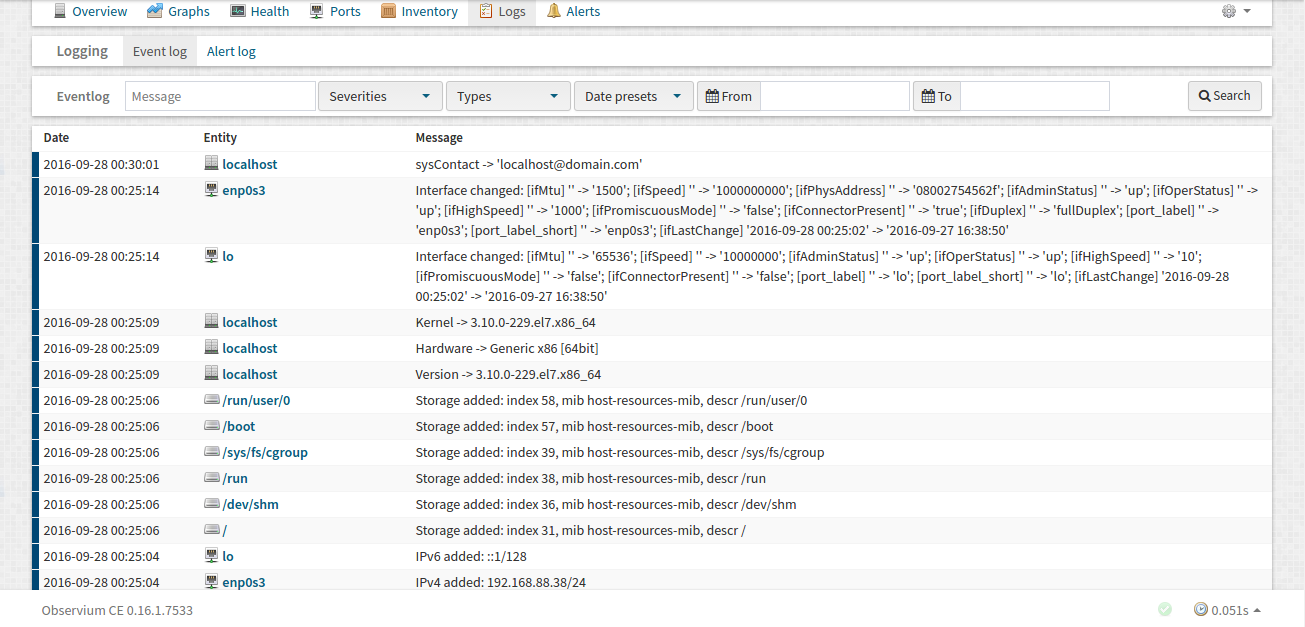 Overview Graphs Health Ports Inventory Logs Alerts
Logging Event log Alert log
Eventlog Message Severities Types Date presets From To Search
Date Entity Message
2016-09-28 00:30:01 localhost sysContact -> 'localhost@domain.com'
2016-09-28 00:25:14 enp0s3 Interface changed: [ifMtu] '' -> '1500'; [ifSpeed] '' -> '1000000000'; [ifPhysAddress] '' -> '08002754562f'; [ifAdminStatus] '' -> 'up'; [ifOperStatus] '' ->
'up'; [ifHighSpeed] '' -> '1000'; [ifPromiscuousMode] '' -> 'false'; [ifConnectorPresent] '' -> 'true'; [ifDuplex] '' -> 'fullDuplex'; [port_label] '' ->
'enp0s3'; [port_label_short] '' -> 'enp0s3'; [ifLastChange] '2016-09-28 00:25:02' -> '2016-09-27 16:38:50'
2016-09-28 00:25:14 lo Interface changed: [ifMtu] '' -> '65536'; [ifSpeed] '' -> '10000000'; [ifAdminStatus] '' -> 'up'; [ifOperStatus] '' -> 'up'; [ifHighSpeed] '' -> '10';
[ifPromiscuousMode] '' -> 'false'; [ifConnectorPresent] '' -> 'false'; [port_label] '' -> 'lo'; [port_label_short] '' -> 'lo'; [ifLastChange] '2016-09-28
00:25:02' -> '2016-09-27 16:38:50'
2016-09-28 00:25:09 localhost Kernel -> 3.10.0-229.el7.x86_64
2016-09-28 00:25:09 localhost Hardware -> Generic x86 [64bit]
2016-09-28 00:25:09 localhost Version -> 3.10.0-229.el7.x86_64
2016-09-28 00:25:06 /run/user/0 Storage added: index 58, mib host-resources-mib, descr /run/user/0
2016-09-28 00:25:06 /boot Storage added: index 57, mib host-resources-mib, descr /boot
2016-09-28 00:25:06 /sys/fs/cgroup Storage added: index 39, mib host-resources-mib, descr /sys/fs/cgroup
2016-09-28 00:25:06 /run Storage added: index 38, mib host-resources-mib, descr /run
2016-09-28 00:25:06 /dev/shm Storage added: index 36, mib host-resources-mib, descr /dev/shm
2016-09-28 00:25:06 / Storage added: index 31, mib host-resources-mib, descr /
2016-09-28 00:25:04 lo IPv6 added: ::1/128
2016-09-28 00:25:04 enp0s3 IPv4 added: 192.168.88.38/24
Observium CE 0.16.1.7533 0.051s